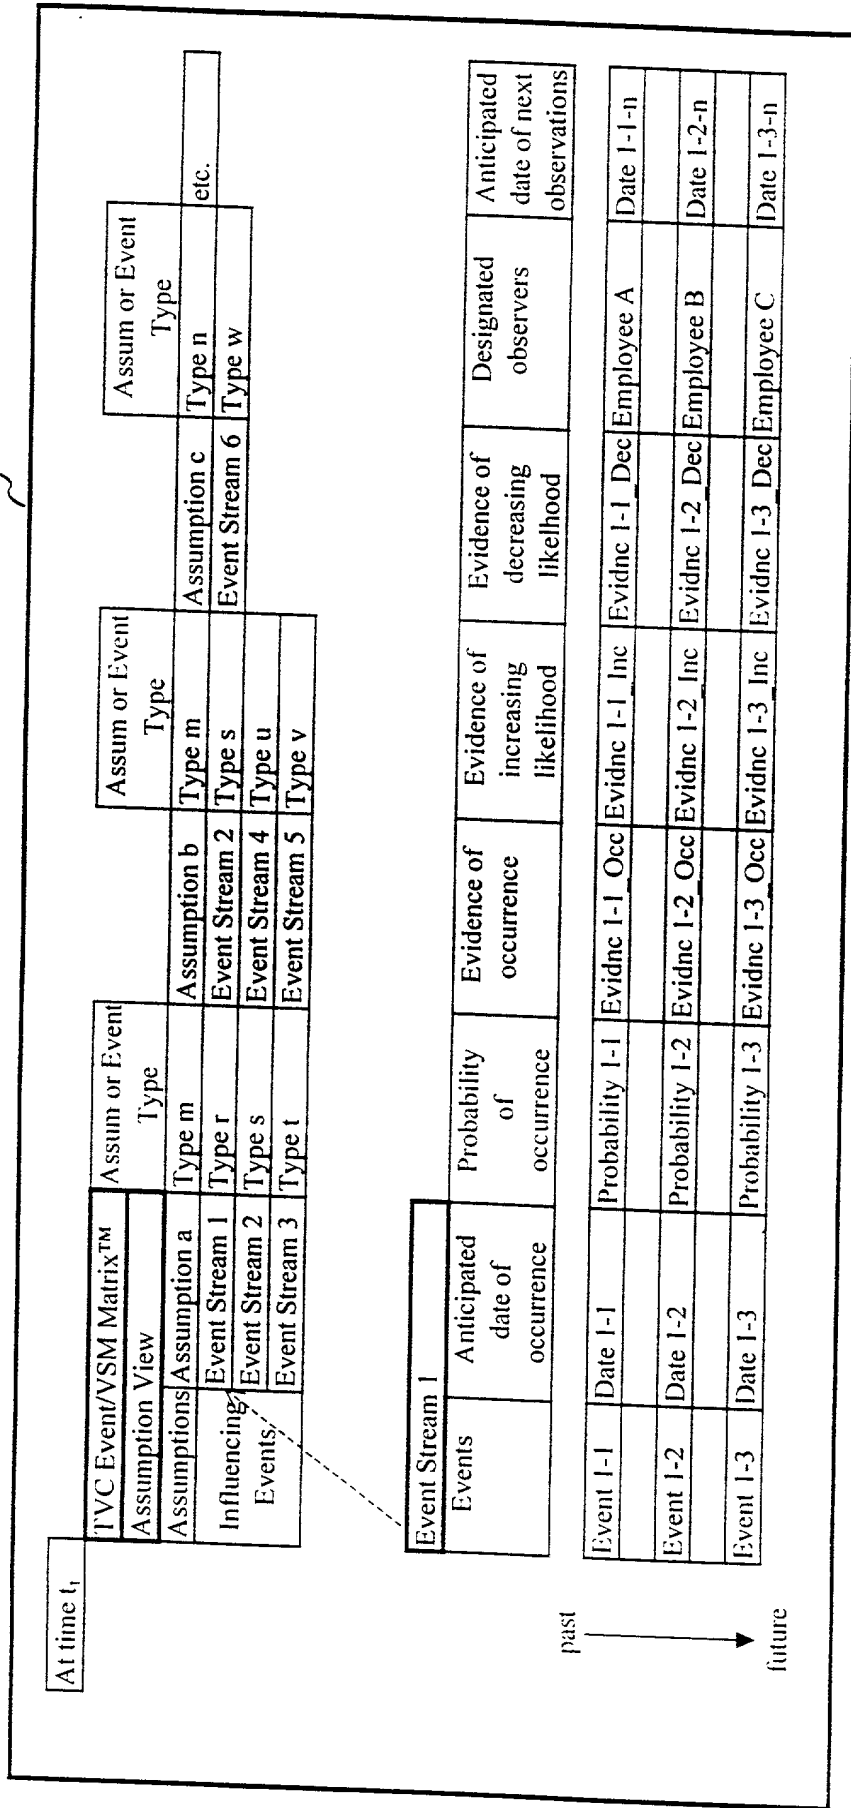 At time t₁
TVC Event/VSM Matrix™ Assum or Event Type Assum or Event Type Assum or Event Type
Assumption View
Assumptions Assumption a Type m Assumption b Type m Assumption c Type n etc.
Influencing Events Event Stream 1 Type r Event Stream 2 Type s Event Stream 6 Type w
Event Stream 2 Type s Event Stream 4 Type u
Event Stream 3 Type t Event Stream 5 Type v
Event Stream 1
Events Anticipated date of occurrence Probability of occurrence Evidence of occurrence Evidence of increasing likelihood Evidence of decreasing likelhood Designated observers Anticipated date of next observations
past
Event 1-1 Date 1-1 Probability 1-1 Evidnc 1-1_Occ Evidnc 1-1_Inc Evidnc 1-1_Dec Employee A Date 1-1-n
Event 1-2 Date 1-2 Probability 1-2 Evidnc 1-2_Occ Evidnc 1-2_Inc Evidnc 1-2_Dec Employee B Date 1-2-n
Event 1-3 Date 1-3 Probability 1-3 Evidnc 1-3_Occ Evidnc 1-3_Inc Evidnc 1-3_Dec Employee C Date 1-3-n
future